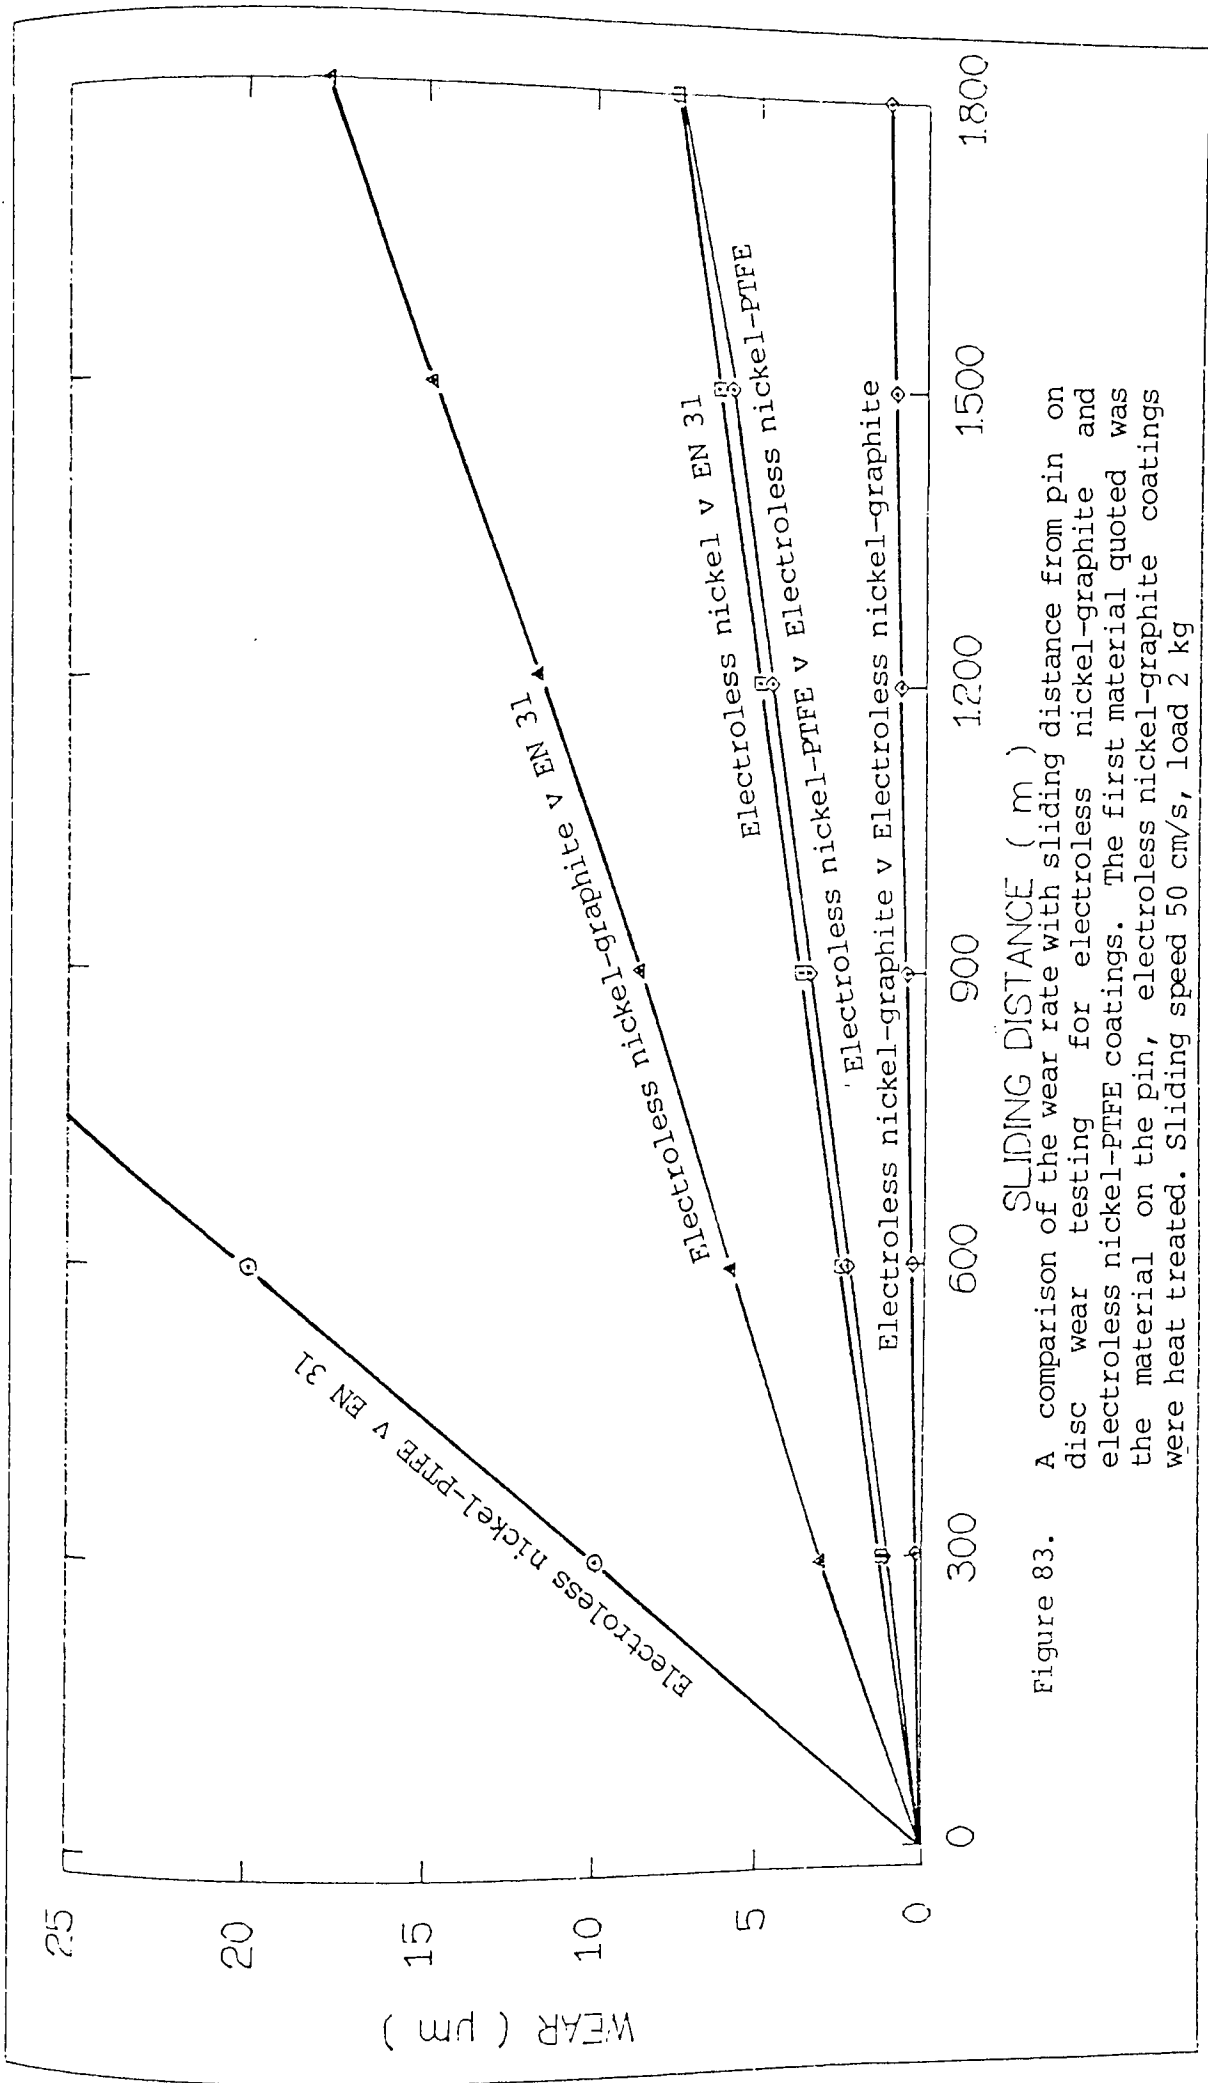 25
20
15
10
5
0
WEAR ( µm )
0
300
600
900
1200
1500
1800
SLIDING DISTANCE ( m )
Electroless nickel-PTFE v EN 31
Electroless nickel-graphite v EN 31
Electroless nickel v EN 31
Electroless nickel-PTFE v Electroless nickel-PTFE
Electroless nickel-graphite v Electroless nickel-graphite
Figure 83. A comparison of the wear rate with sliding distance from pin on
disc wear testing for electroless nickel-graphite and
electroless nickel-PTFE coatings. The first material quoted was
the material on the pin, electroless nickel-graphite coatings
were heat treated. Sliding speed 50 cm/s, load 2 kg